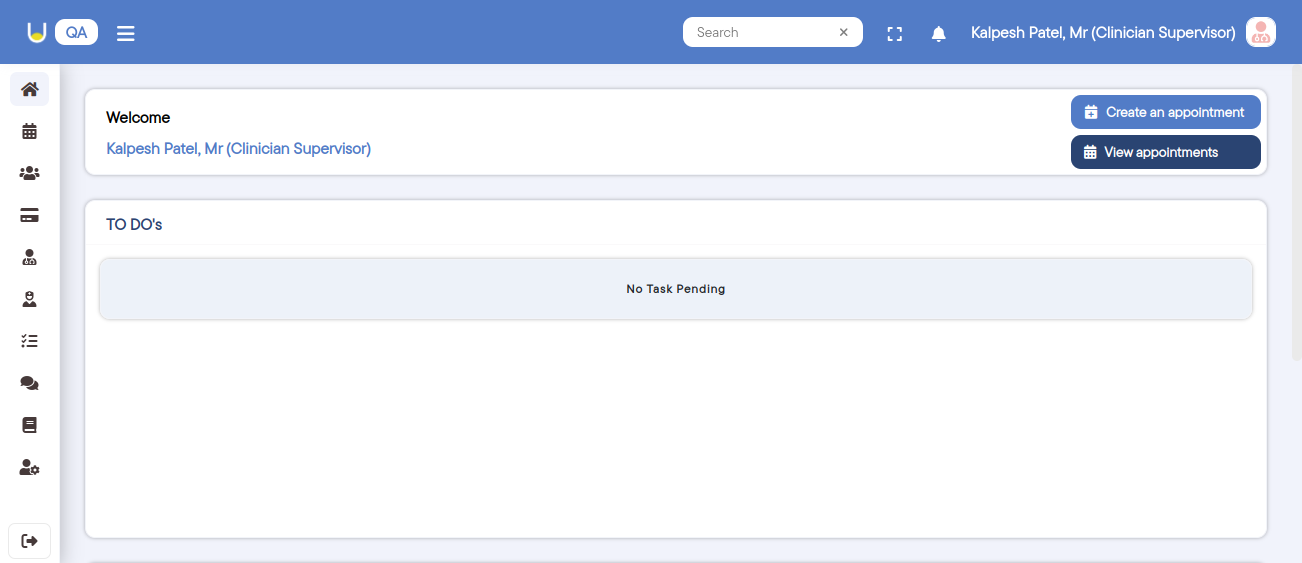 QA
Search
Kalpesh Patel, Mr (Clinician Supervisor)
Welcome
Kalpesh Patel, Mr (Clinician Supervisor)
Create an appointment
View appointments
TO DO's
No Task Pending